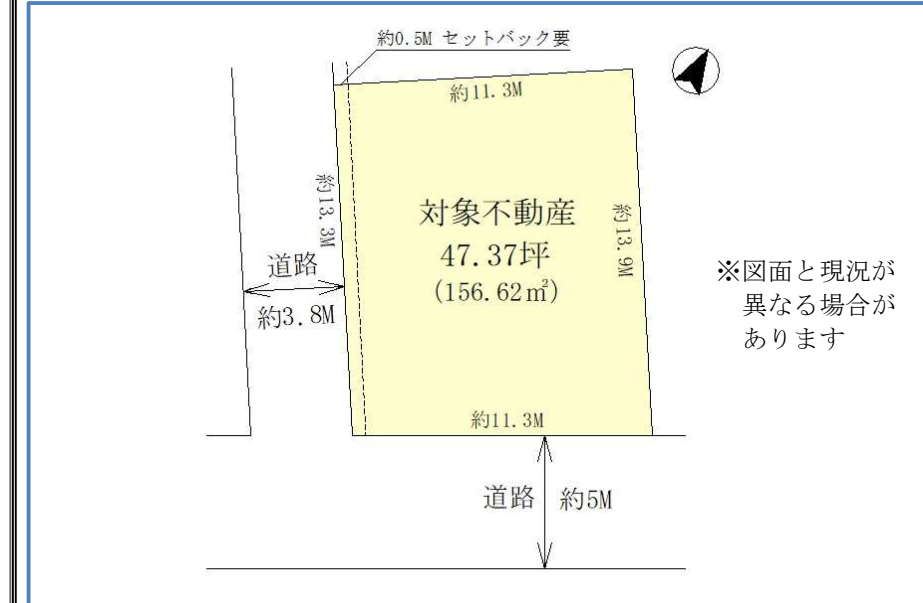 約0.5M セットバック要
約11.3M
約13.3M
対象不動産
47.37坪
(156.62㎡)
約13.9M
道路
約3.8M
※図面と現況が
異なる場合が
あります
約11.3M
道路 約5M